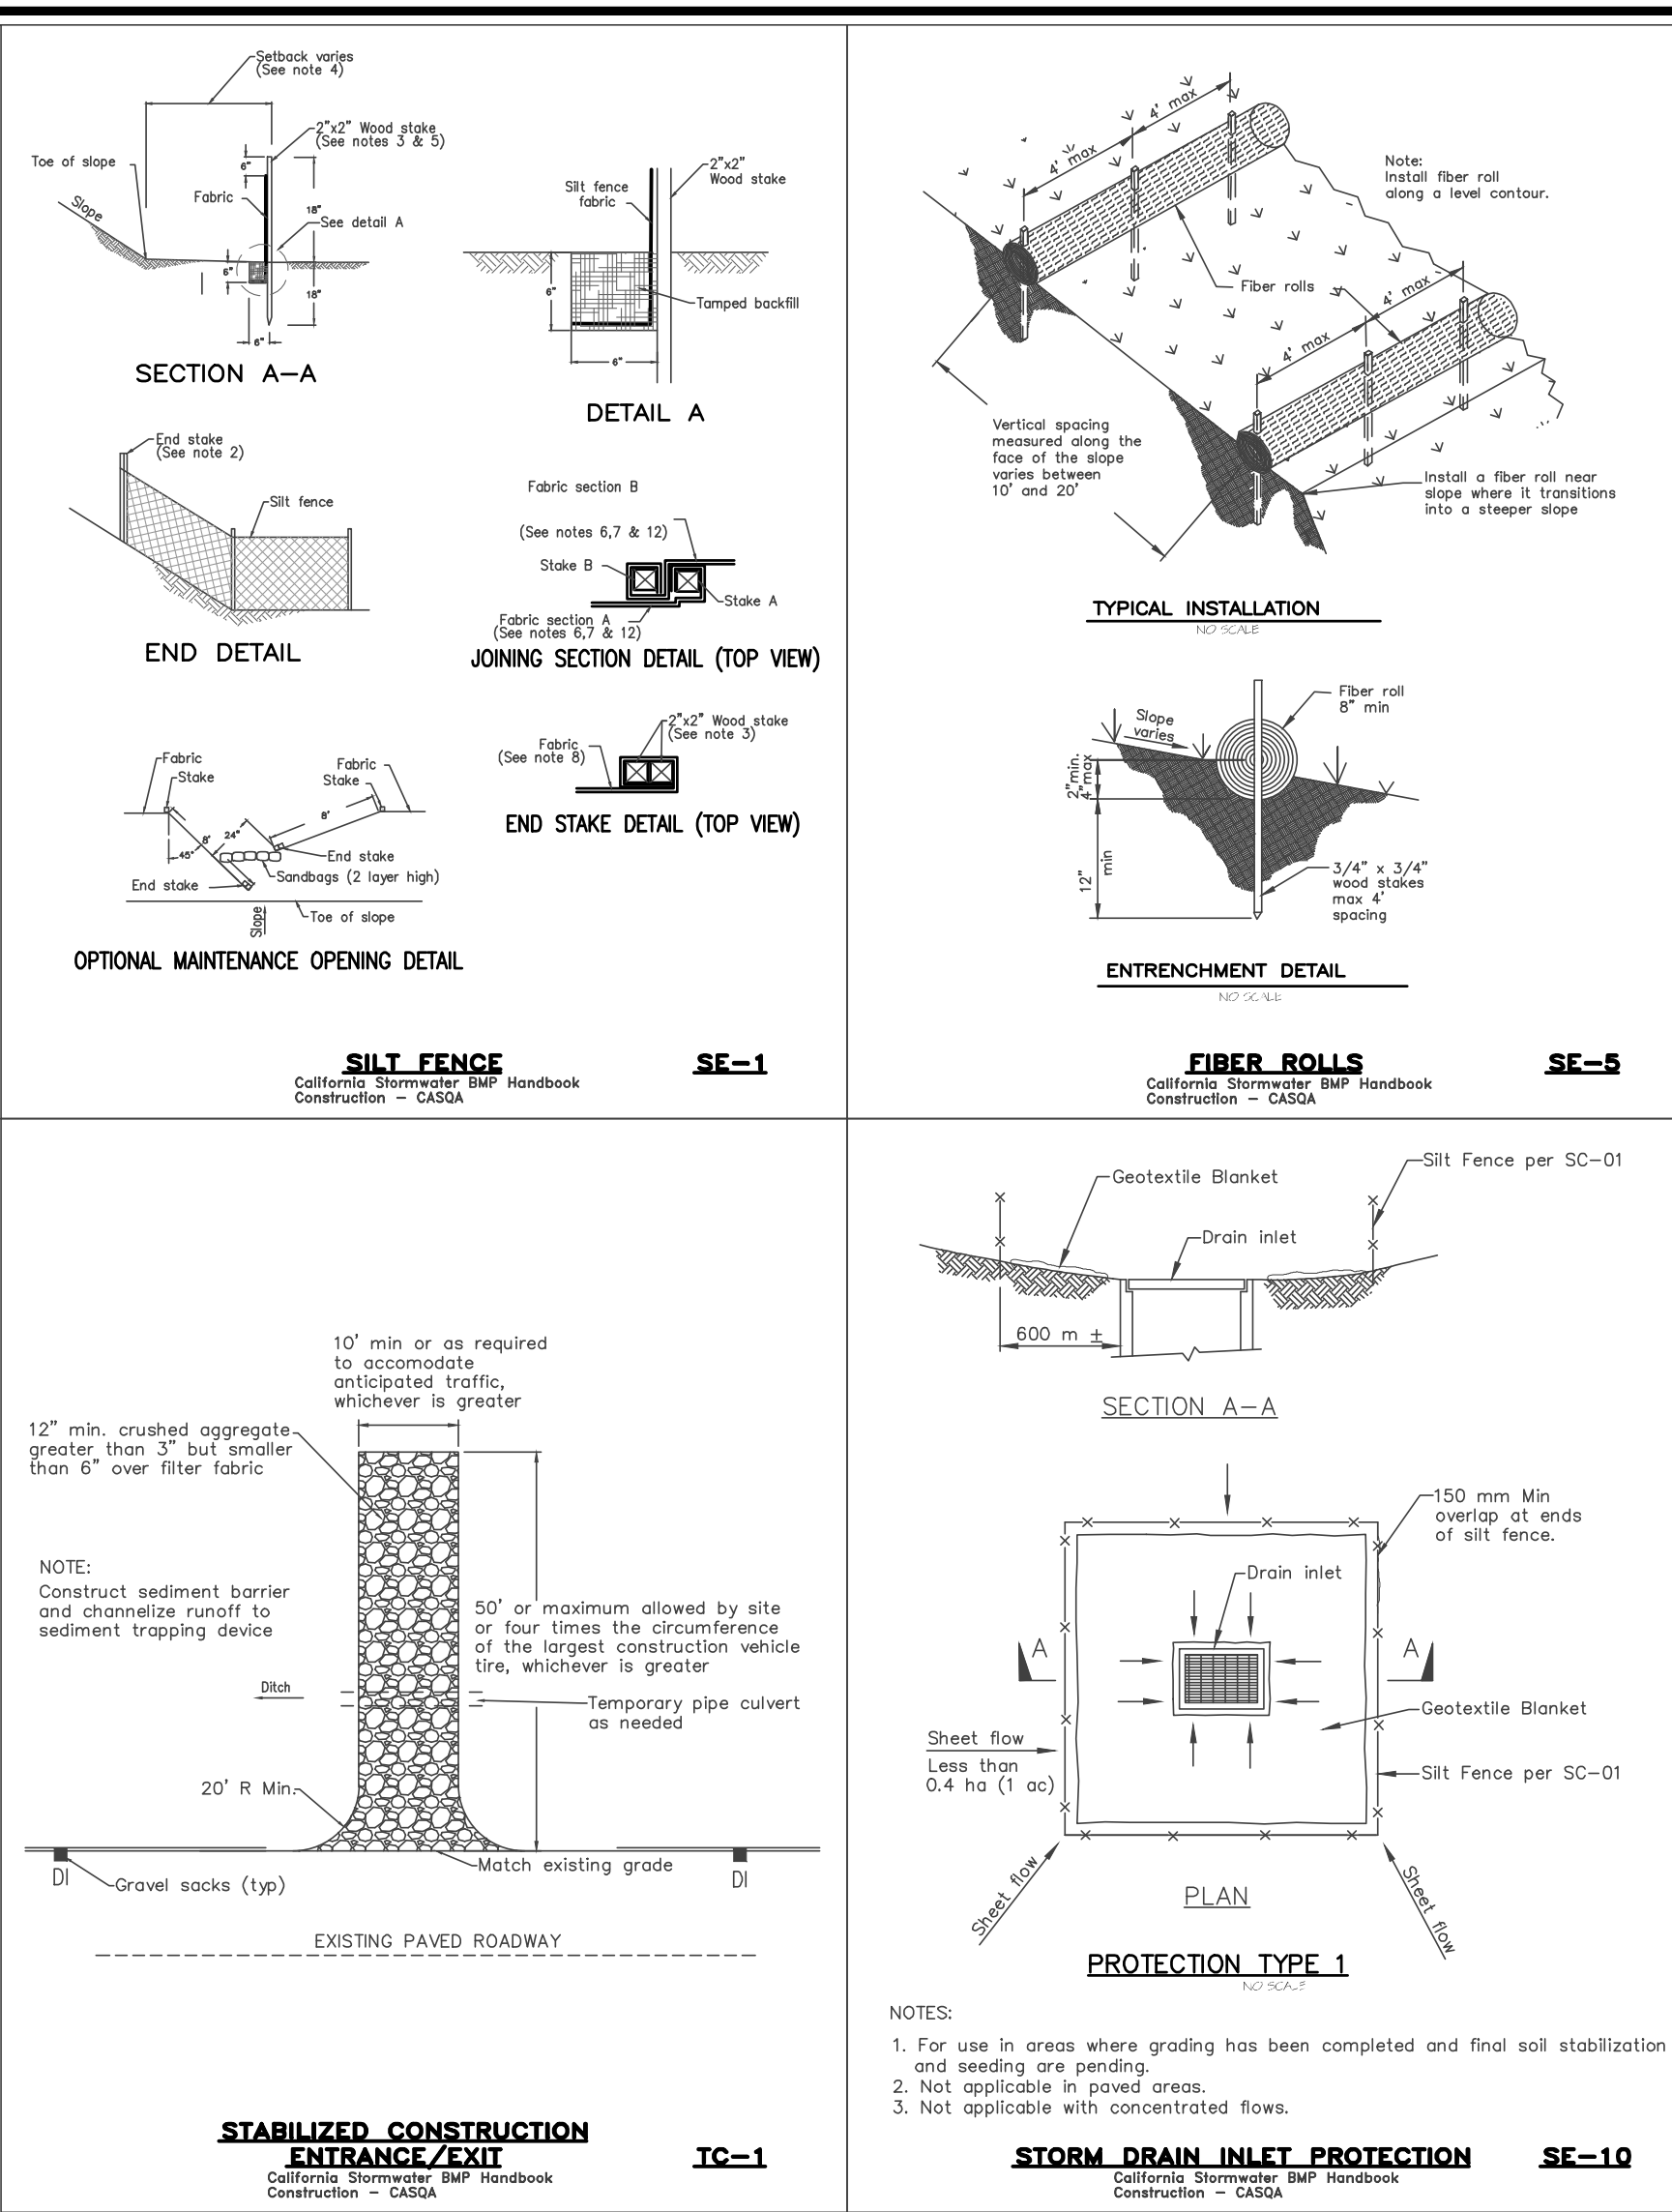 Setback varies
(See note 4)
2"x2" Wood stake
(See notes 3 & 5)
Toe of slope
6"
Fabric
18"
See detail A
Slope
6"
18"
6"
SECTION A-A
2"x2"
Wood stake
Silt fence
fabric
6"
Tamped backfill
6"
DETAIL A
End stake
(See note 2)
Silt fence
END DETAIL
Fabric section B
(See notes 6,7 & 12)
Stake B
Stake A
Fabric section A
(See notes 6,7 & 12)
JOINING SECTION DETAIL (TOP VIEW)
2"x2" Wood stake
(See note 3)
Fabric
(See note 8)
END STAKE DETAIL (TOP VIEW)
Fabric
Stake
Fabric
Stake
8'
24"
8'
45°
End stake
Sandbags (2 layer high)
End stake
Toe of slope
Slope
OPTIONAL MAINTENANCE OPENING DETAIL
SILT FENCE
SE-1
California Stormwater BMP Handbook
Construction - CASQA
4' max
4' max
Note:
Install fiber roll
along a level contour.
Fiber rolls
4' max
4' max
Vertical spacing
measured along the
face of the slope
varies between
10' and 20'
Install a fiber roll near
slope where it transitions
into a steeper slope
TYPICAL INSTALLATION
NO SCALE
Fiber roll
8" min
Slope
varies
2"min.
4"max
12"
min
3/4" x 3/4"
wood stakes
max 4'
spacing
ENTRENCHMENT DETAIL
NO SCALE
FIBER ROLLS
SE-5
California Stormwater BMP Handbook
Construction - CASQA
10' min or as required
to accomodate
anticipated traffic,
whichever is greater
12" min. crushed aggregate
greater than 3" but smaller
than 6" over filter fabric
NOTE:
Construct sediment barrier
and channelize runoff to
sediment trapping device
50' or maximum allowed by site
or four times the circumference
of the largest construction vehicle
tire, whichever is greater
Ditch
Temporary pipe culvert
as needed
20' R Min.
Match existing grade
DI
Gravel sacks (typ)
DI
EXISTING PAVED ROADWAY
STABILIZED CONSTRUCTION
ENTRANCE/EXIT
TC-1
California Stormwater BMP Handbook
Construction - CASQA
Silt Fence per SC-01
Geotextile Blanket
Drain inlet
600 m ±
SECTION A-A
150 mm Min
overlap at ends
of silt fence.
Drain inlet
A
A
Geotextile Blanket
Sheet flow
Less than
0.4 ha (1 ac)
Silt Fence per SC-01
Sheet flow
Sheet flow
PLAN
PROTECTION TYPE 1
NO SCALE
NOTES:
1. For use in areas where grading has been completed and final soil stabilization
and seeding are pending.
2. Not applicable in paved areas.
3. Not applicable with concentrated flows.
STORM DRAIN INLET PROTECTION
SE-10
California Stormwater BMP Handbook
Construction - CASQA